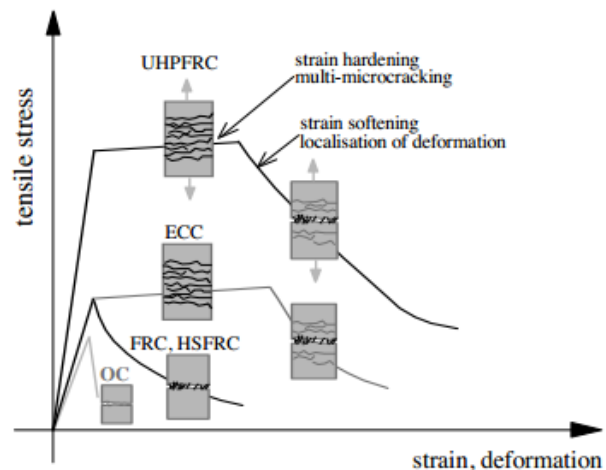 UHPFRC
strain hardening
multi-microcracking
strain softening
localisation of deformation
tensile stress
ECC
FRC, HSFRC
OC
strain, deformation